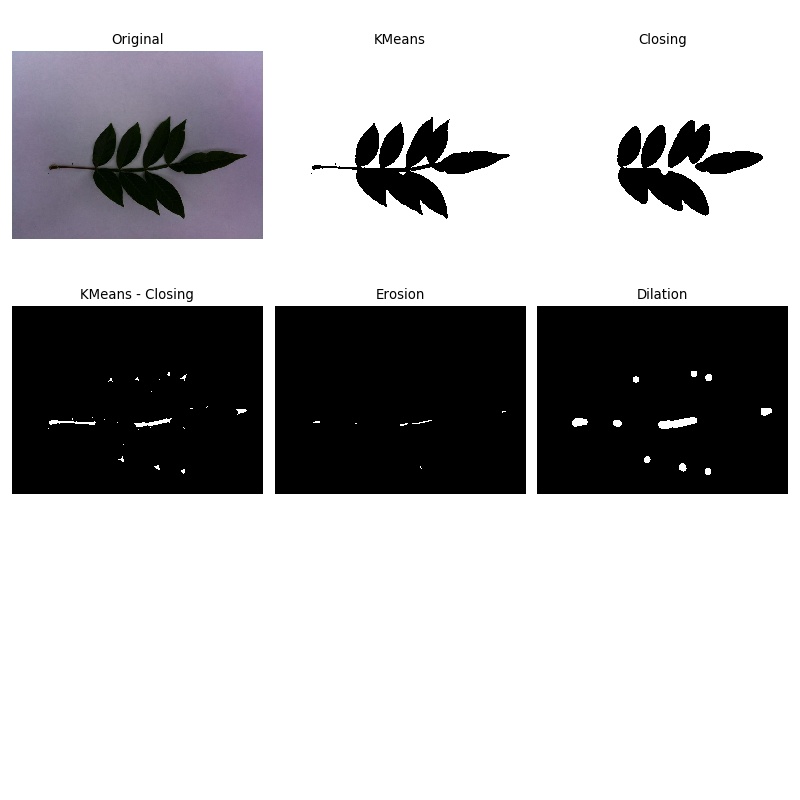 Original
KMeans
Closing
KMeans - Closing
Erosion
Dilation